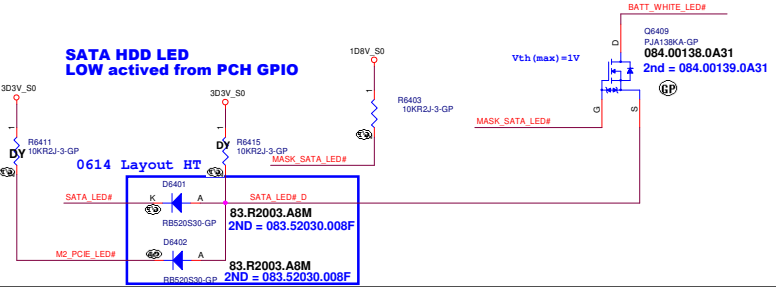 BATT_WHITE_LED#
Q6409
PJA138KA-GP
084.00138.0A31
2nd = 084.00139.0A31
GP
D
G
S
Vth(max)=1V
SATA HDD LED
LOW actived from PCH GPIO
1D8V_S0
1
R6403
10KR2J-3-GP
MASK_SATA_LED#
3D3V_S0
1
R6411
DY 10KR2J-3-GP
3D3V_S0
1
R6415
DY 10KR2J-3-GP
MASK_SATA_LED#
0614 Layout HT
D6401
SATA_LED#
K
A
SATA_LED#_D
RB520S30-GP
83.R2003.A8M
2ND = 083.52030.008F
D6402
M2_PCIE_LED#
A
RB520S30-GP
83.R2003.A8M
2ND = 083.52030.008F